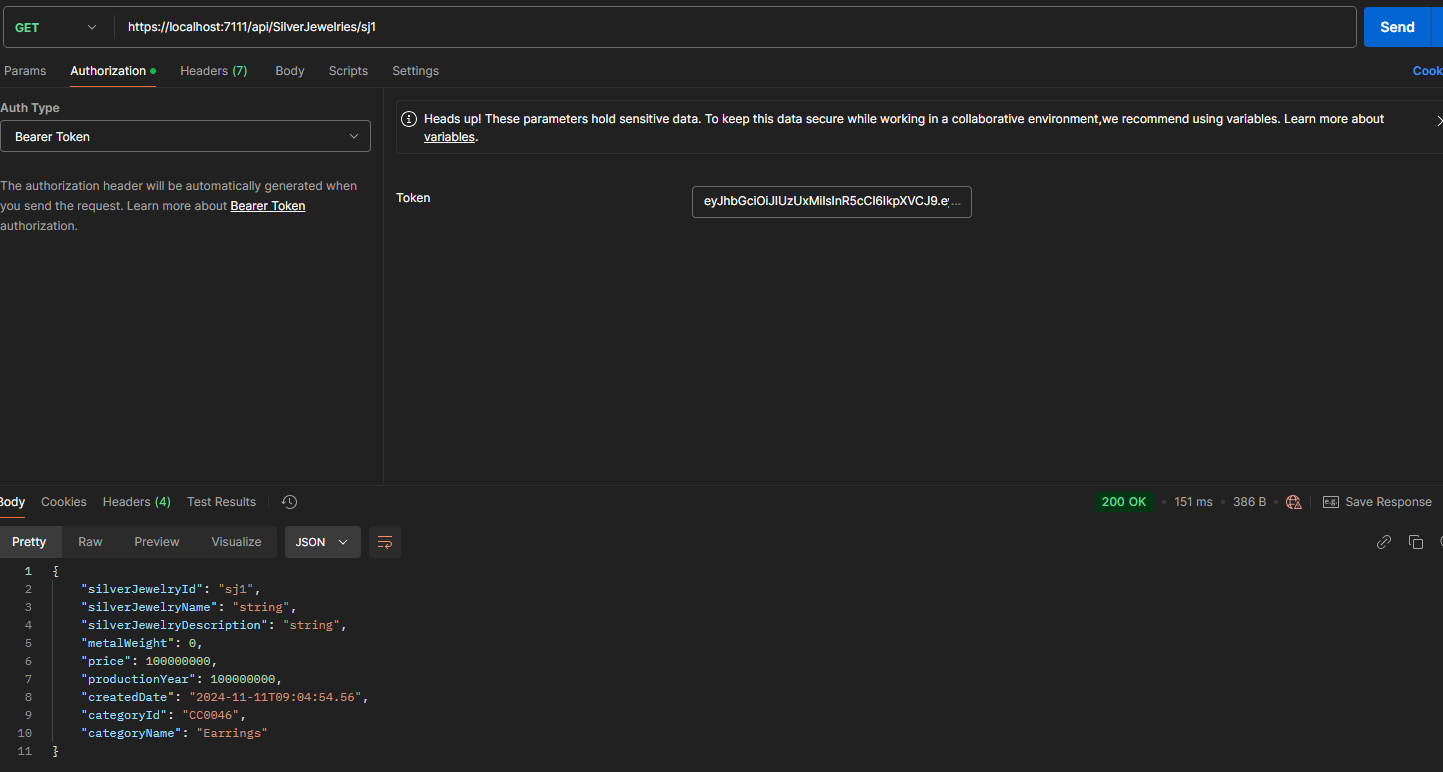 GET
https://localhost:7111/api/SilverJewelries/sj1
Send
Params Authorization Headers (7) Body Scripts Settings Cook
Auth Type
Bearer Token
The authorization header will be automatically generated when
you send the request. Learn more about Bearer Token
authorization.
Heads up! These parameters hold sensitive data. To keep this data secure while working in a collaborative environment,we recommend using variables. Learn more about
variables.
Token
eyJhbGciOiJIUzUxMiIsInR5cCI6IkpXVCJ9.ey...
Body Cookies Headers (4) Test Results
200 OK • 151 ms • 386 B • e.g. Save Response
Pretty Raw Preview Visualize JSON
1 {
2 "silverJewelryId": "sj1",
3 "silverJewelryName": "string",
4 "silverJewelryDescription": "string",
5 "metalWeight": 0,
6 "price": 100000000,
7 "productionYear": 100000000,
8 "createdDate": "2024-11-11T09:04:54.56",
9 "categoryId": "CC0046",
10 "categoryName": "Earrings"
11 }